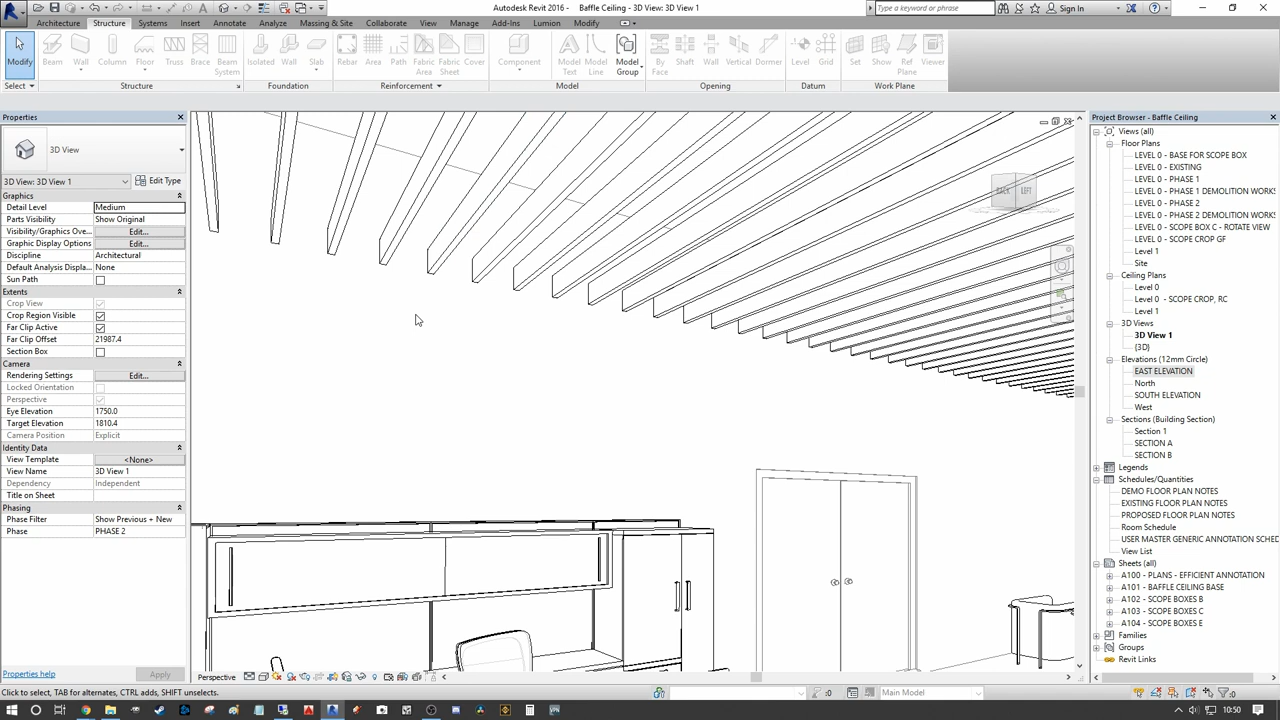 Autodesk Revit 2016 - Baffle Ceiling - 3D View: 3D View 1
Type a keyword or phrase
Sign In
Architecture Structure Systems Insert Annotate Analyze Massing & Site Collaborate View Manage Add-Ins Lumion Modify
Modify Beam Wall Column Floor Truss Brace Beam System Isolated Wall Slab Rebar Area Path Fabric Area Fabric Sheet Cover Component Model Text Model Line Model Group By Face Shaft Wall Vertical Dormer Level Grid Set Show Ref Plane Viewer
Select Structure Foundation Reinforcement Model Opening Datum Work Plane
Properties
3D View
3D View: 3D View 1 Edit Type
Graphics
Detail Level Medium
Parts Visibility Show Original
Visibility/Graphics Ove... Edit...
Graphic Display Options Edit...
Discipline Architectural
Default Analysis Displa... None
Sun Path
Extents
Crop View
Crop Region Visible
Far Clip Active
Far Clip Offset 21987.4
Section Box
Camera
Rendering Settings Edit...
Locked Orientation
Perspective
Eye Elevation 1750.0
Target Elevation 1810.4
Camera Position Explicit
Identity Data
View Template <None>
View Name 3D View 1
Dependency Independent
Title on Sheet
Phasing
Phase Filter Show Previous + New
Phase PHASE 2
Properties help Apply
BACK LEFT
Project Browser - Baffle Ceiling
Views (all)
Floor Plans
LEVEL 0 - BASE FOR SCOPE BOX
LEVEL 0 - EXISTING
LEVEL 0 - PHASE 1
LEVEL 0 - PHASE 1 DEMOLITION WORKS
LEVEL 0 - PHASE 2
LEVEL 0 - PHASE 2 DEMOLITION WORKS
LEVEL 0 - SCOPE BOX C - ROTATE VIEW
LEVEL 0 - SCOPE CROP GF
Level 1
Site
Ceiling Plans
Level 0
Level 0 - SCOPE CROP, RC
Level 1
3D Views
3D View 1
{3D}
Elevations (12mm Circle)
EAST ELEVATION
North
SOUTH ELEVATION
West
Sections (Building Section)
Section 1
SECTION A
SECTION B
Legends
Schedules/Quantities
DEMO FLOOR PLAN NOTES
EXISTING FLOOR PLAN NOTES
PROPOSED FLOOR PLAN NOTES
Room Schedule
USER MASTER GENERIC ANNOTATION SCHED
View List
Sheets (all)
A100 - PLANS - EFFICIENT ANNOTATION
A101 - BAFFLE CEILING BASE
A102 - SCOPE BOXES B
A103 - SCOPE BOXES C
A104 - SCOPE BOXES E
Families
Groups
Revit Links
Perspective
Click to select, TAB for alternates, CTRL adds, SHIFT unselects.
:0
Main Model
:0
10:50